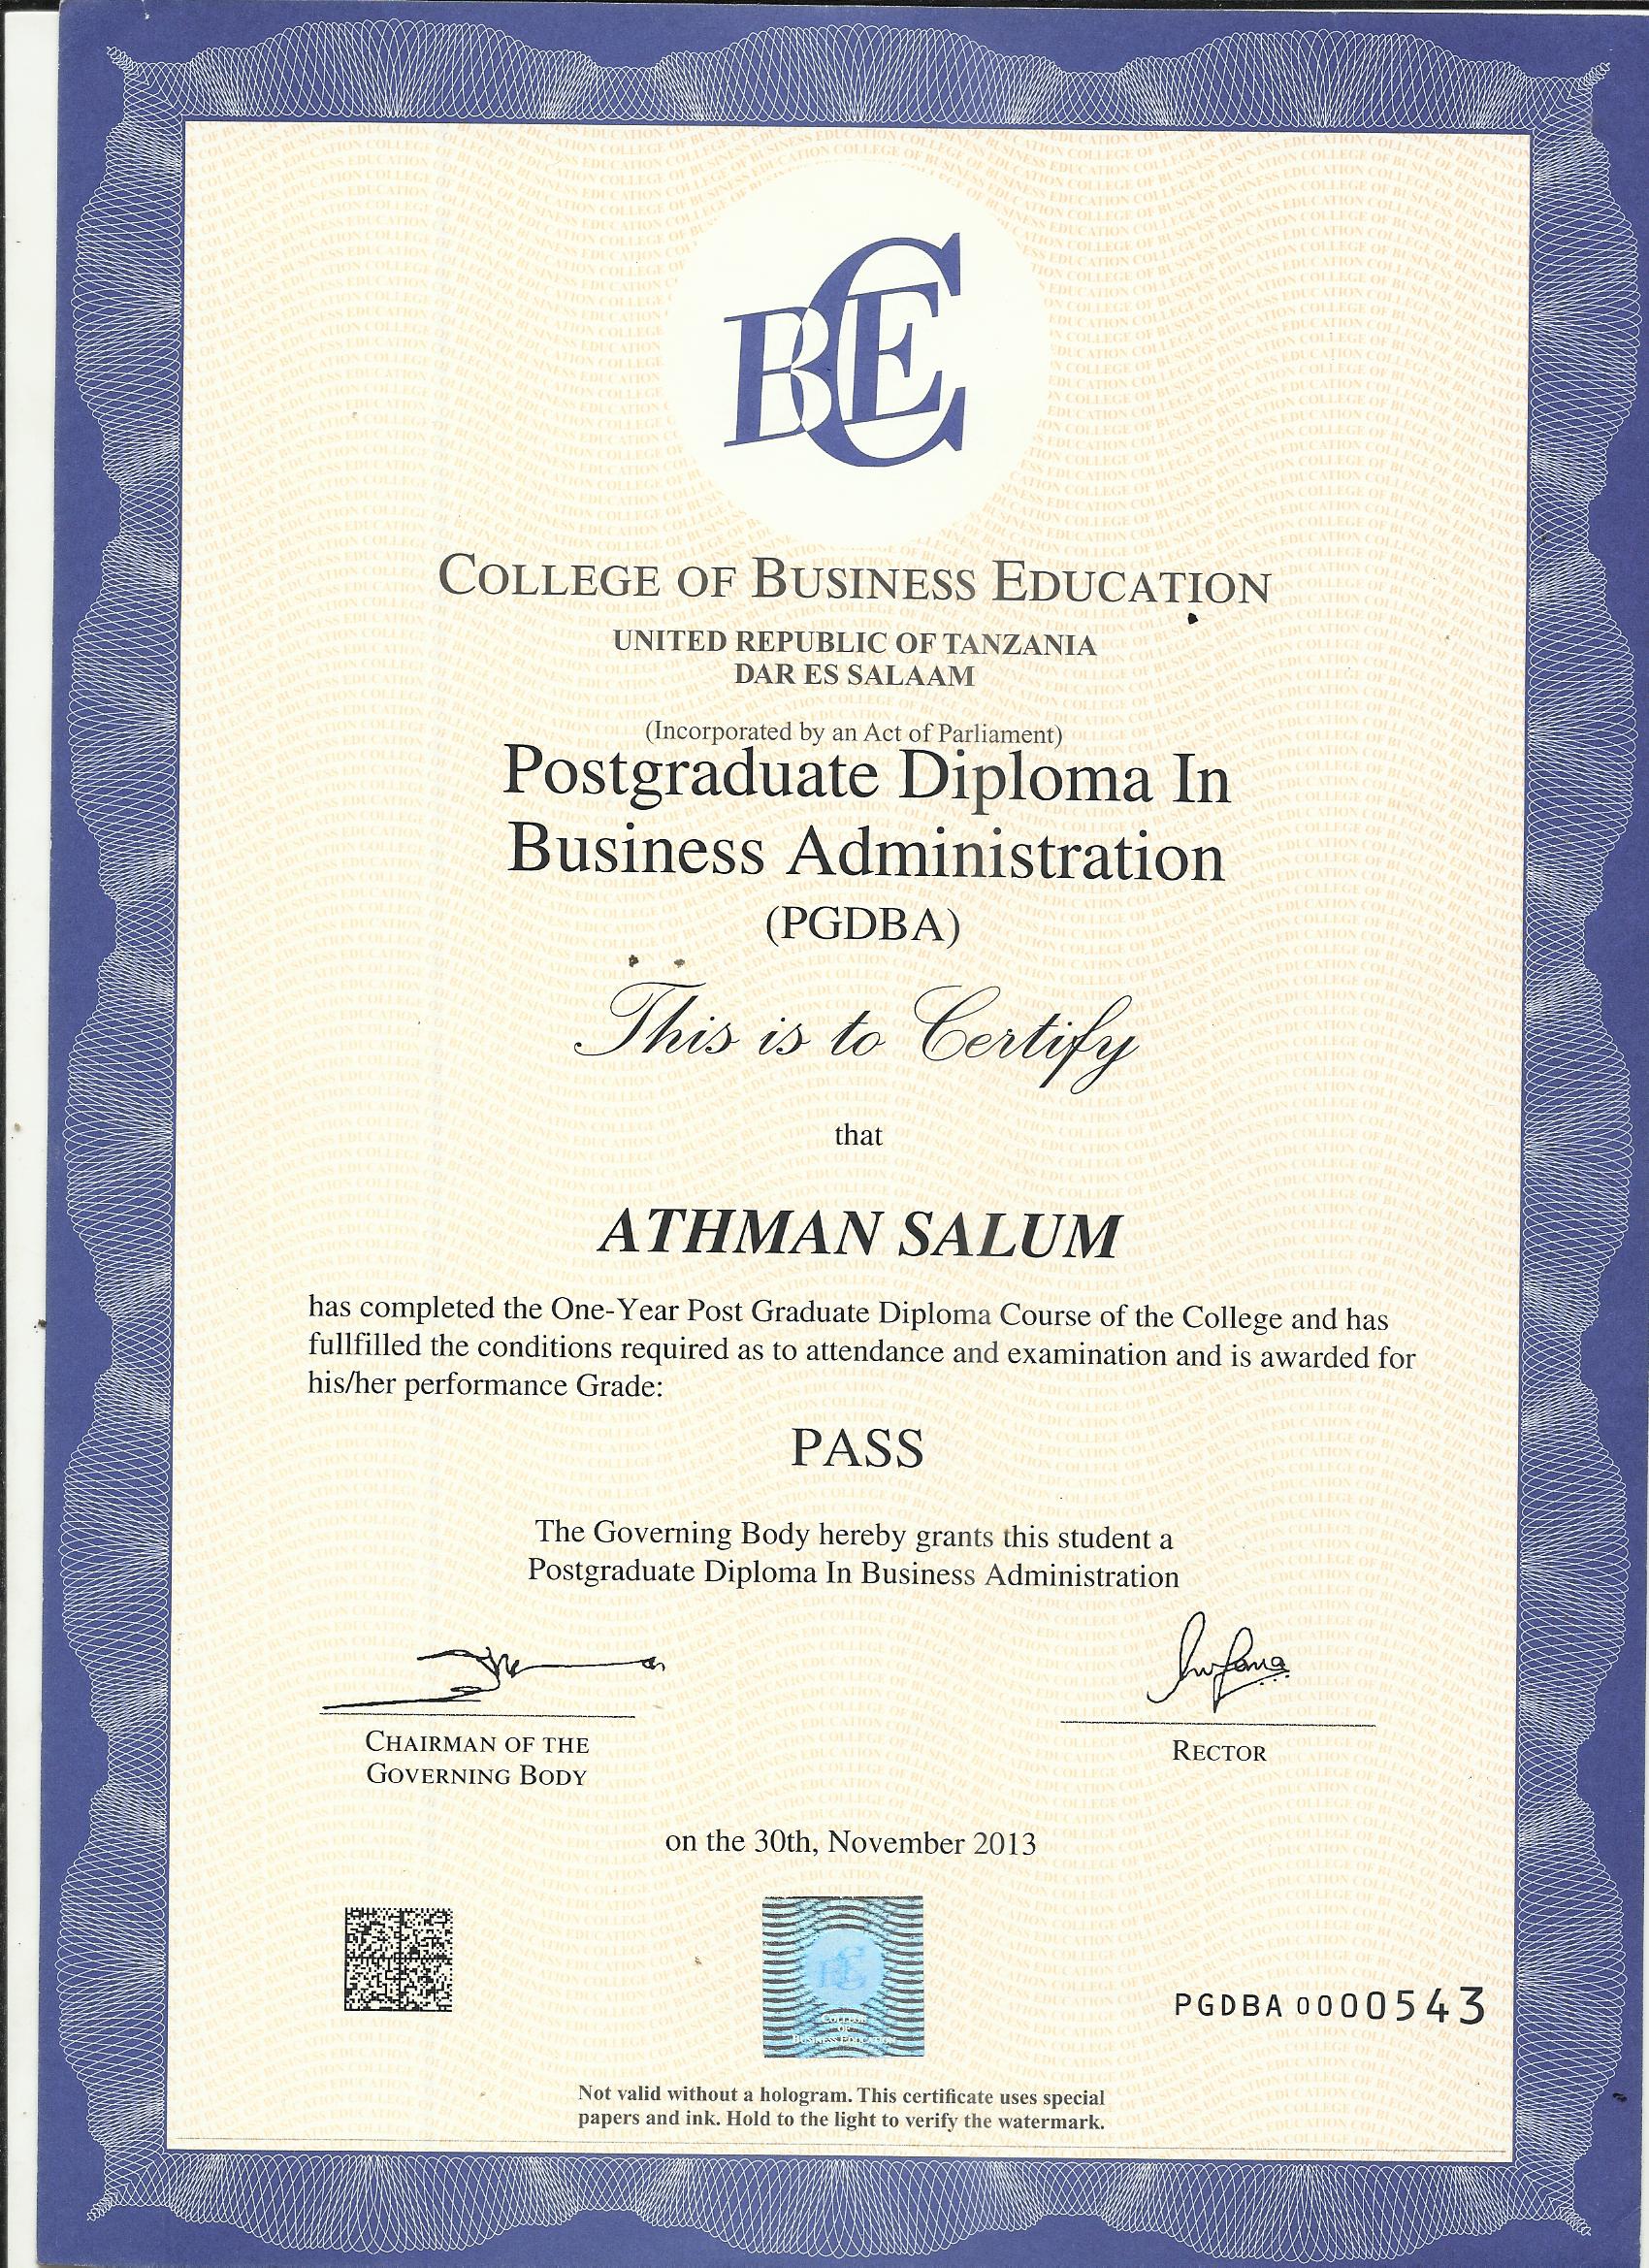 BCE
COLLEGE OF BUSINESS EDUCATION
UNITED REPUBLIC OF TANZANIA
DAR ES SALAAM
(Incorporated by an Act of Parliament)
Postgraduate Diploma In
Business Administration
(PGDBA)
This is to Certify
that
ATHMAN SALUM
has completed the One-Year Post Graduate Diploma Course of the College and has
fullfilled the conditions required as to attendance and examination and is awarded for
his/her performance Grade:
PASS
The Governing Body hereby grants this student a
Postgraduate Diploma In Business Administration
CHAIRMAN OF THE
GOVERNING BODY
RECTOR
on the 30th, November 2013
COLLEGE
OF
BUSINESS EDUCATION
PGDBA 0000543
Not valid without a hologram. This certificate uses special
papers and ink. Hold to the light to verify the watermark.